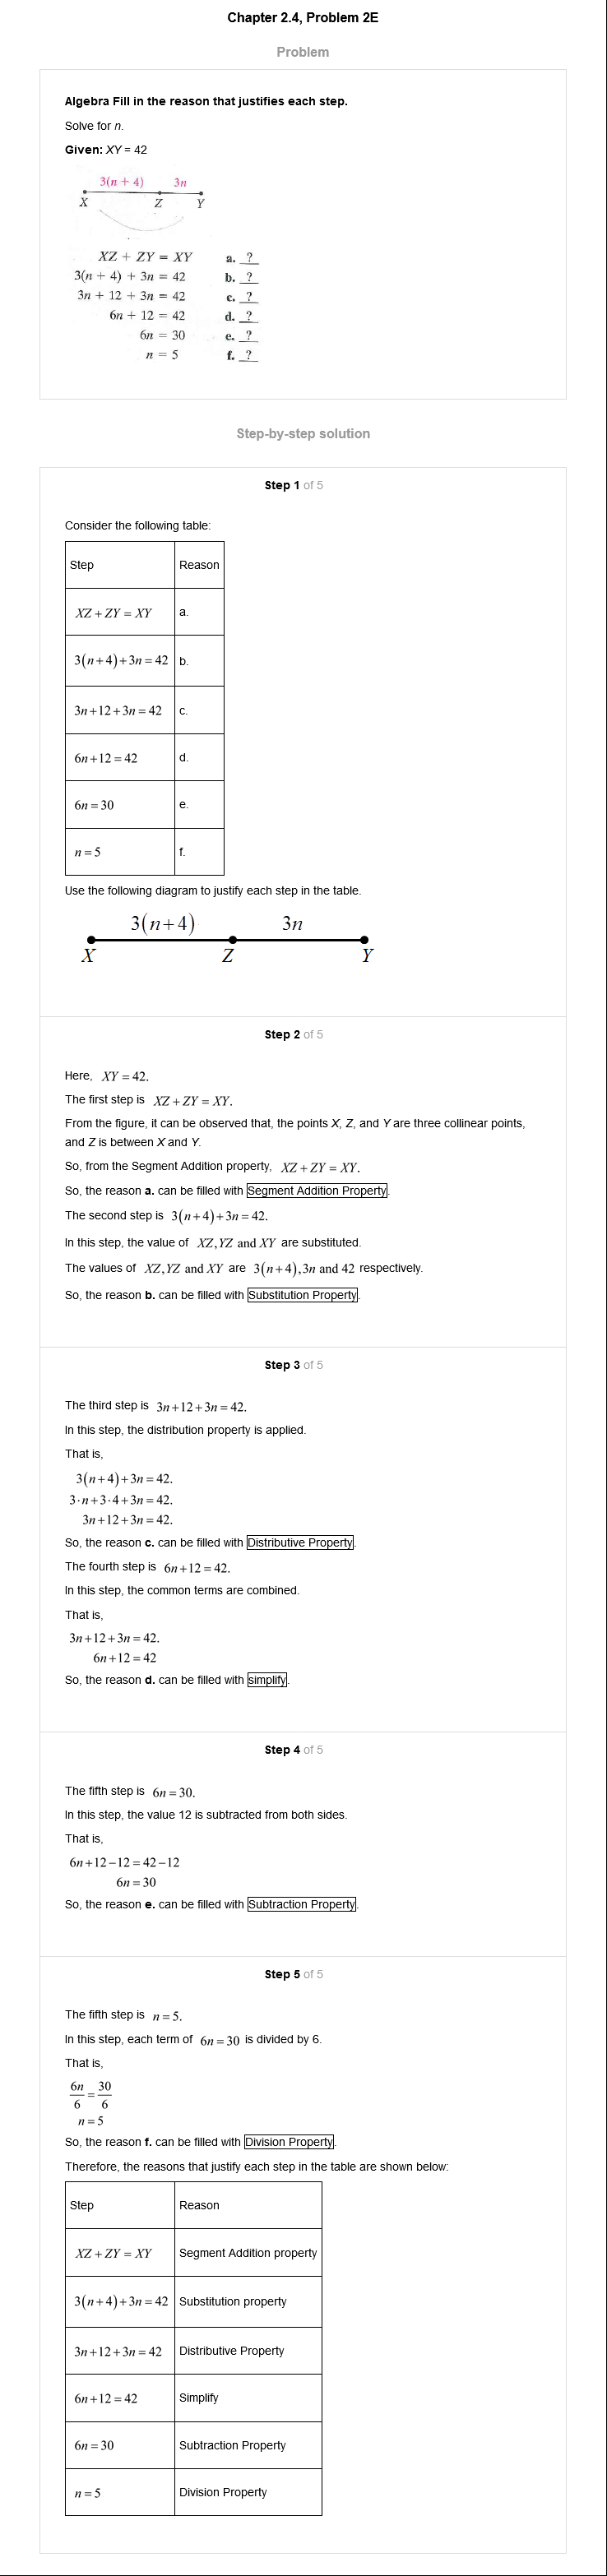 Chapter 2.4, Problem 2E
Problem
Algebra Fill in the reason that justifies each step.
Solve for n.
Given: XY = 42
3(n + 4) 3n
X Z Y
XZ + ZY = XY a. ?
3(n + 4) + 3n = 42 b. ?
3n + 12 + 3n = 42 c. ?
6n + 12 = 42 d. ?
6n = 30 e. ?
n = 5 f. ?
Step-by-step solution
Step 1 of 5
Consider the following table:
Step Reason
XZ + ZY = XY a.
3(n+4)+3n = 42 b.
3n+12+3n = 42 c.
6n+12 = 42 d.
6n = 30 e.
n = 5 f.
Use the following diagram to justify each step in the table.
3(n+4) 3n
X Z Y
Step 2 of 5
Here, XY = 42.
The first step is XZ + ZY = XY.
From the figure, it can be observed that, the points X, Z, and Y are three collinear points,
and Z is between X and Y.
So, from the Segment Addition property, XZ + ZY = XY.
So, the reason a. can be filled with Segment Addition Property.
The second step is 3(n+4)+3n = 42.
In this step, the value of XZ, YZ and XY are substituted.
The values of XZ, YZ and XY are 3(n+4), 3n and 42 respectively.
So, the reason b. can be filled with Substitution Property.
Step 3 of 5
The third step is 3n+12+3n = 42.
In this step, the distribution property is applied.
That is,
3(n+4)+3n = 42.
3·n+3·4+3n = 42.
3n+12+3n = 42.
So, the reason c. can be filled with Distributive Property.
The fourth step is 6n+12 = 42.
In this step, the common terms are combined.
That is,
3n+12+3n = 42.
6n+12 = 42
So, the reason d. can be filled with simplify.
Step 4 of 5
The fifth step is 6n = 30.
In this step, the value 12 is subtracted from both sides.
That is,
6n+12−12 = 42−12
6n = 30
So, the reason e. can be filled with Subtraction Property.
Step 5 of 5
The fifth step is n = 5.
In this step, each term of 6n = 30 is divided by 6.
That is,
6n/6 = 30/6
n = 5
So, the reason f. can be filled with Division Property.
Therefore, the reasons that justify each step in the table are shown below:
Step Reason
XZ + ZY = XY Segment Addition property
3(n+4)+3n = 42 Substitution property
3n+12+3n = 42 Distributive Property
6n+12 = 42 Simplify
6n = 30 Subtraction Property
n = 5 Division Property